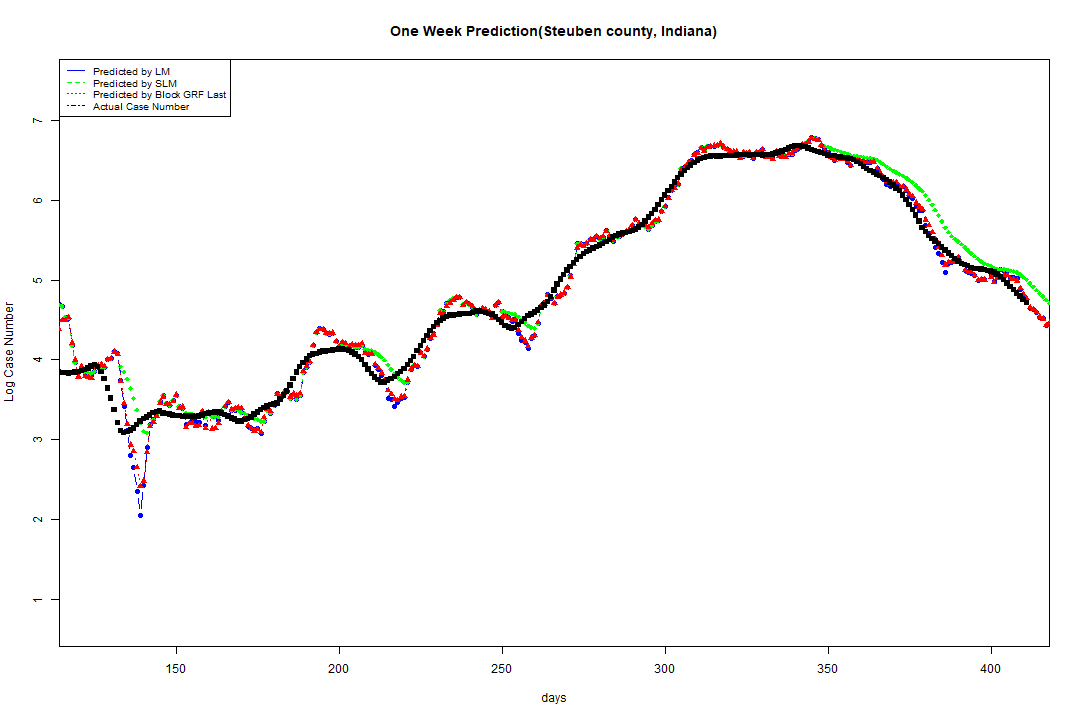 One Week Prediction(Steuben county, Indiana)
Predicted by LM
Predicted by SLM
Predicted by Block GRF Last
Actual Case Number
7
6
5
4
3
2
1
Log Case Number
150 200 250 300 350 400
days